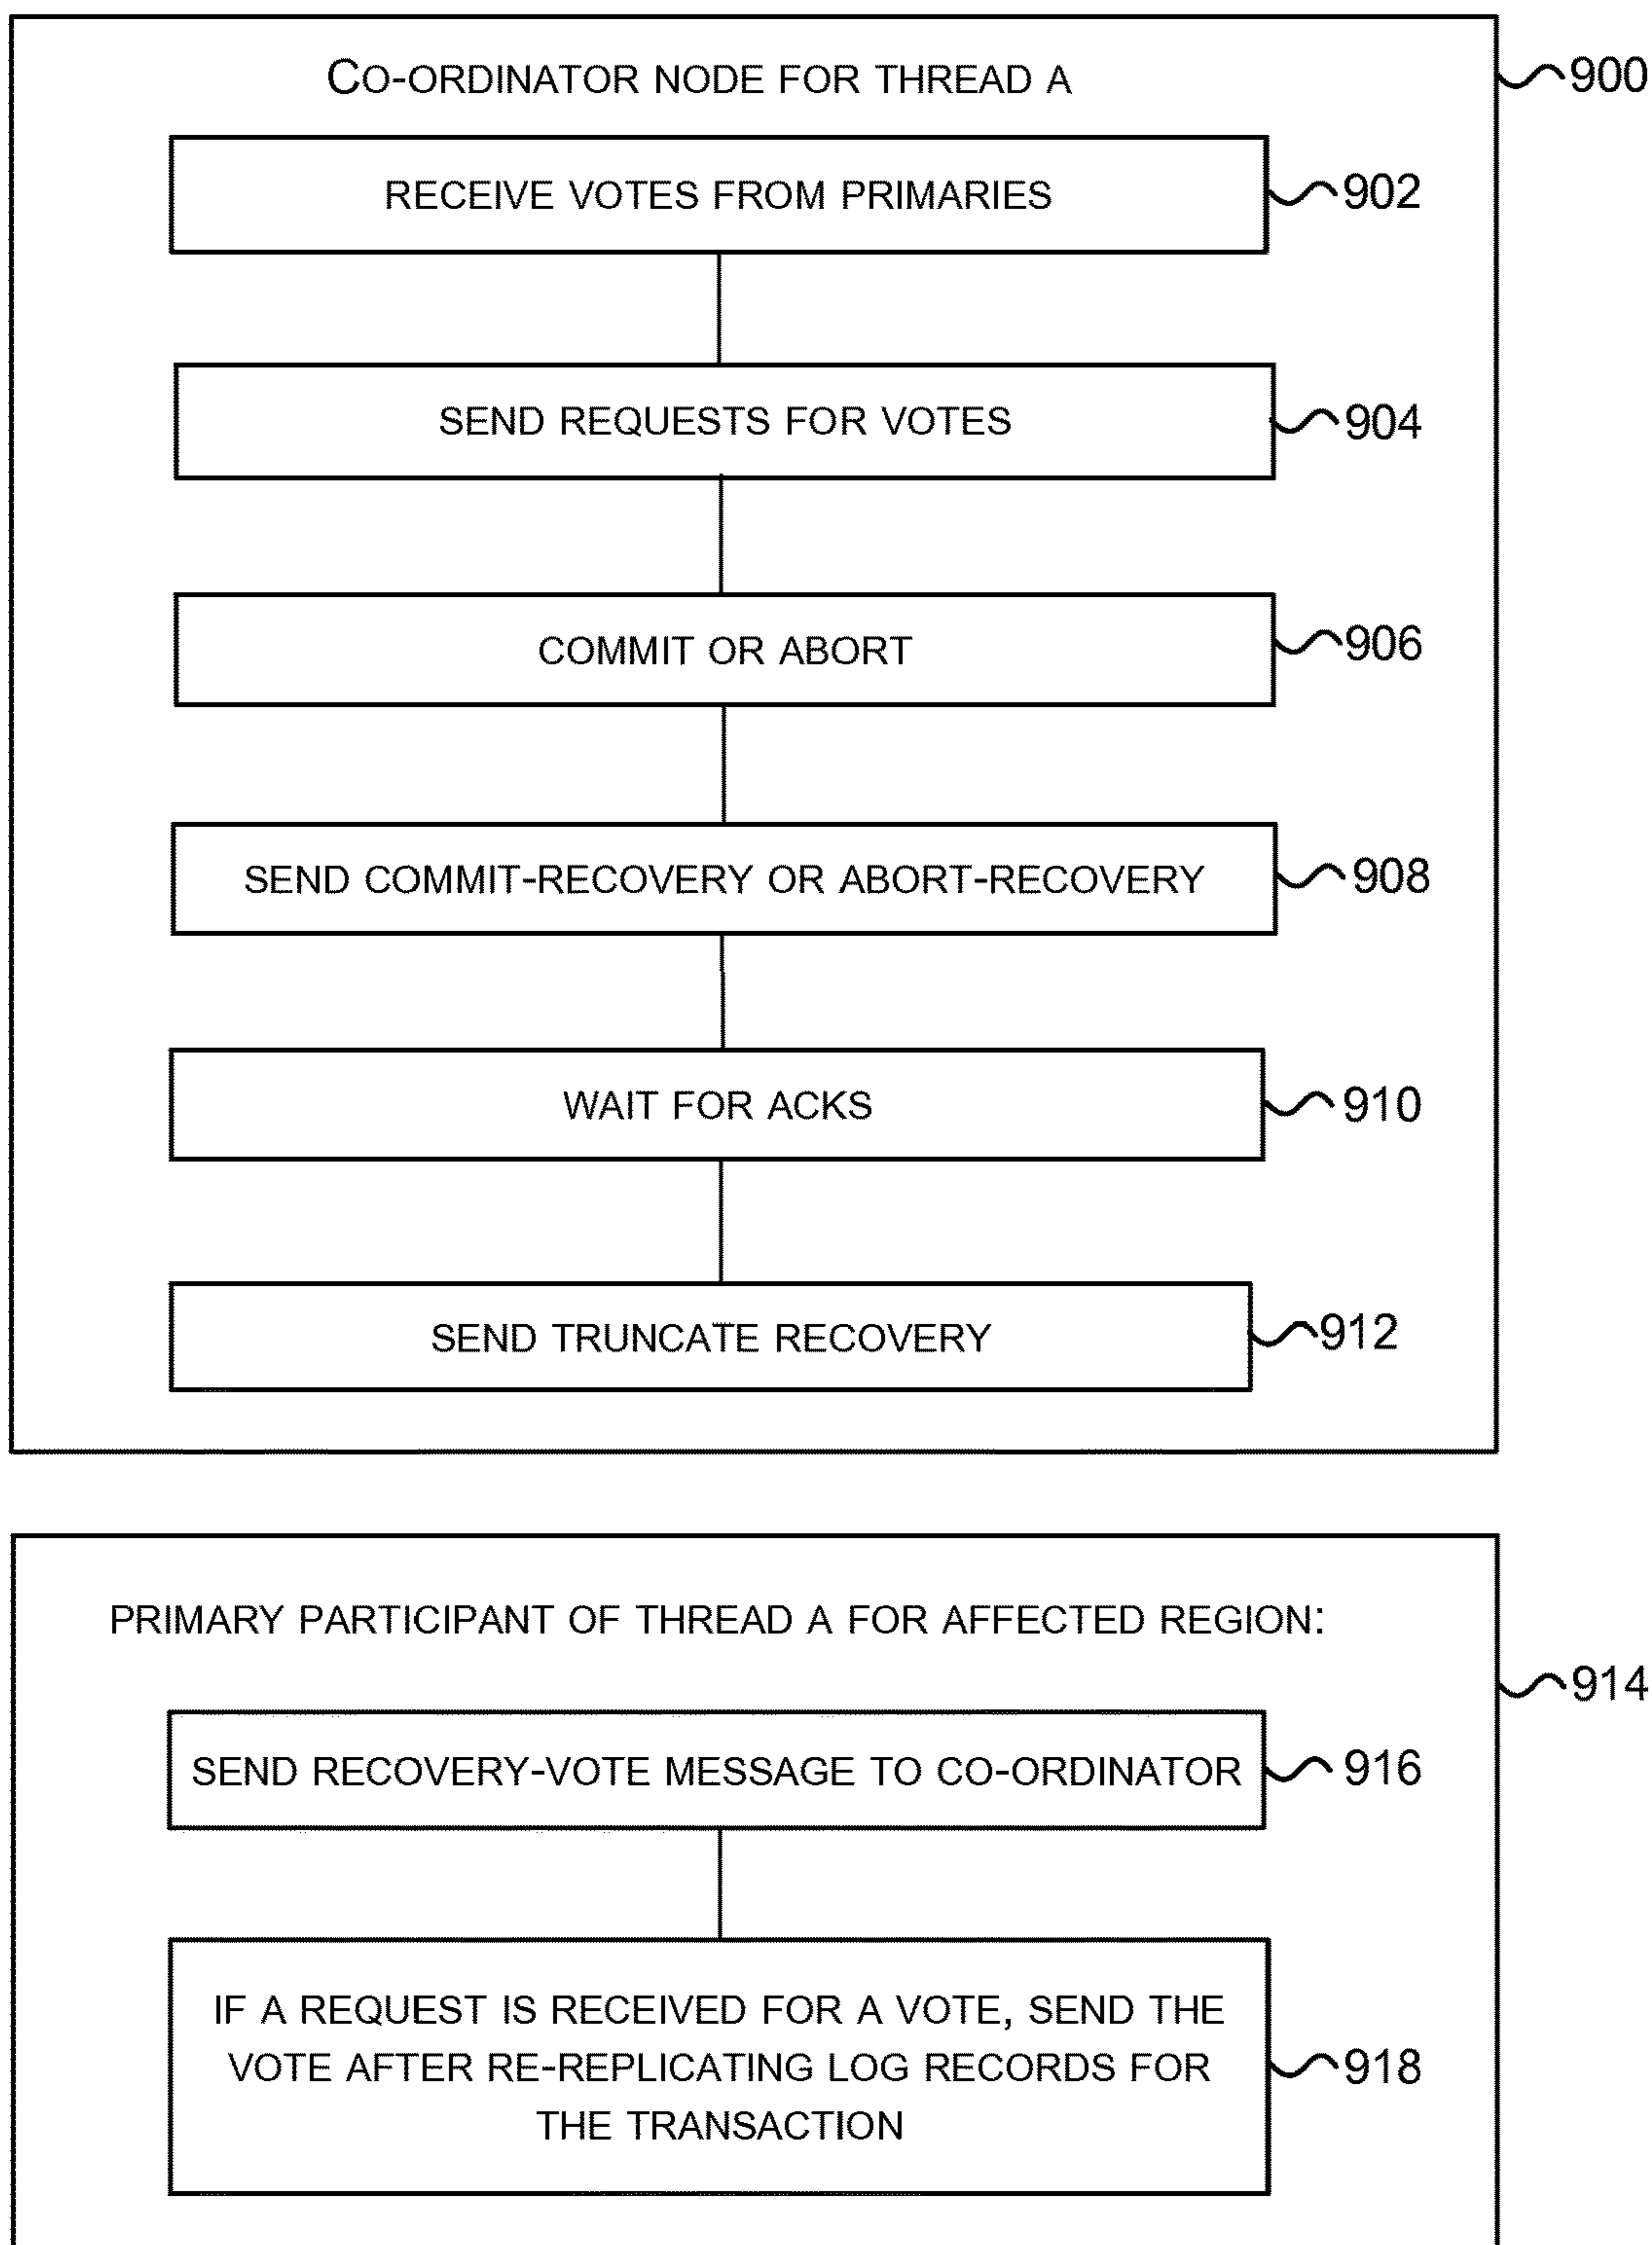 CO-ORDINATOR NODE FOR THREAD A
900
RECEIVE VOTES FROM PRIMARIES
902
SEND REQUESTS FOR VOTES
904
COMMIT OR ABORT
906
SEND COMMIT-RECOVERY OR ABORT-RECOVERY
908
WAIT FOR ACKS
910
SEND TRUNCATE RECOVERY
912
PRIMARY PARTICIPANT OF THREAD A FOR AFFECTED REGION:
914
SEND RECOVERY-VOTE MESSAGE TO CO-ORDINATOR
916
IF A REQUEST IS RECEIVED FOR A VOTE, SEND THE
VOTE AFTER RE-REPLICATING LOG RECORDS FOR
THE TRANSACTION
918